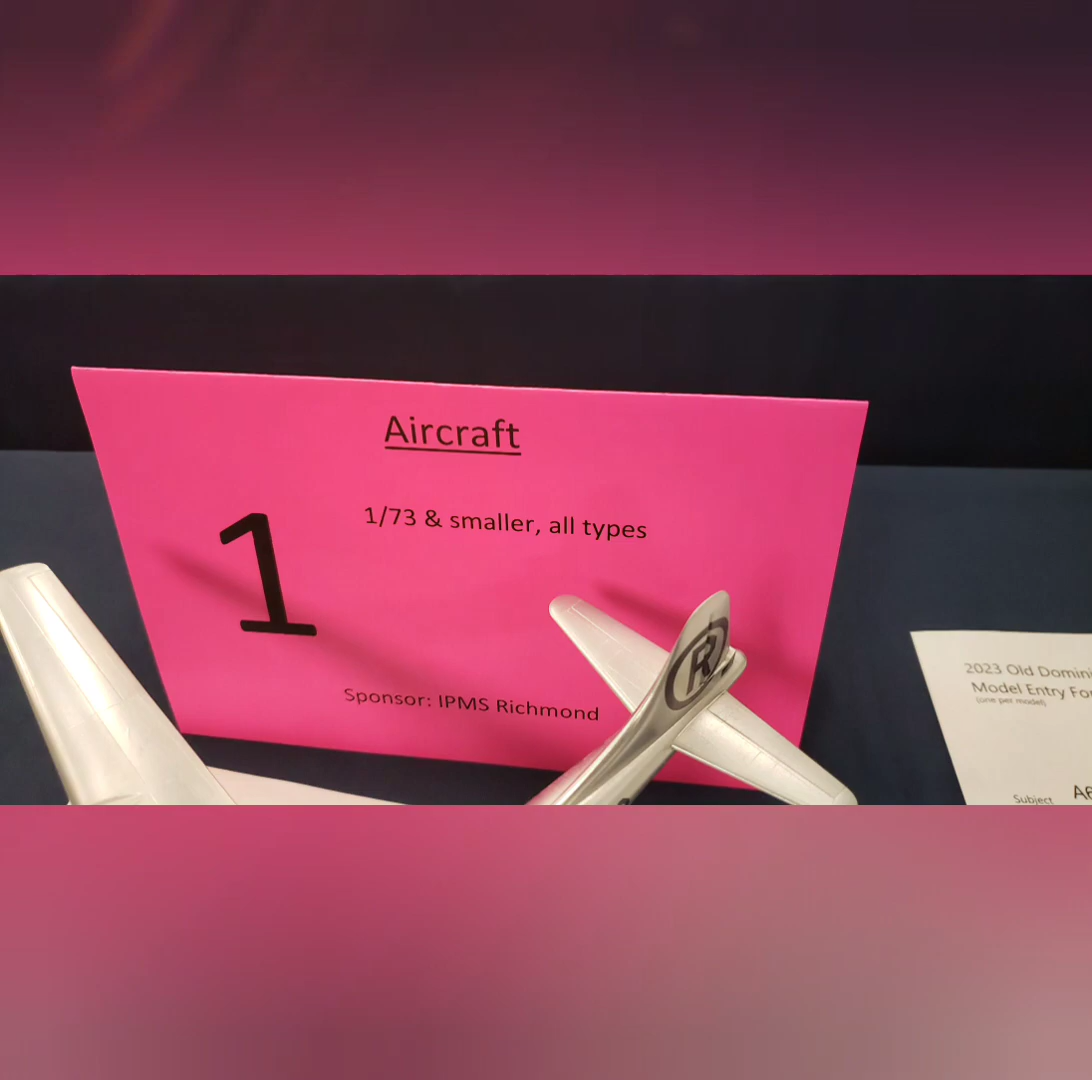 Aircraft
1/73 & smaller, all types
1
Sponsor: IPMS Richmond
R
2023 Old Domini
Model Entry Fo
(one per model)
Subject